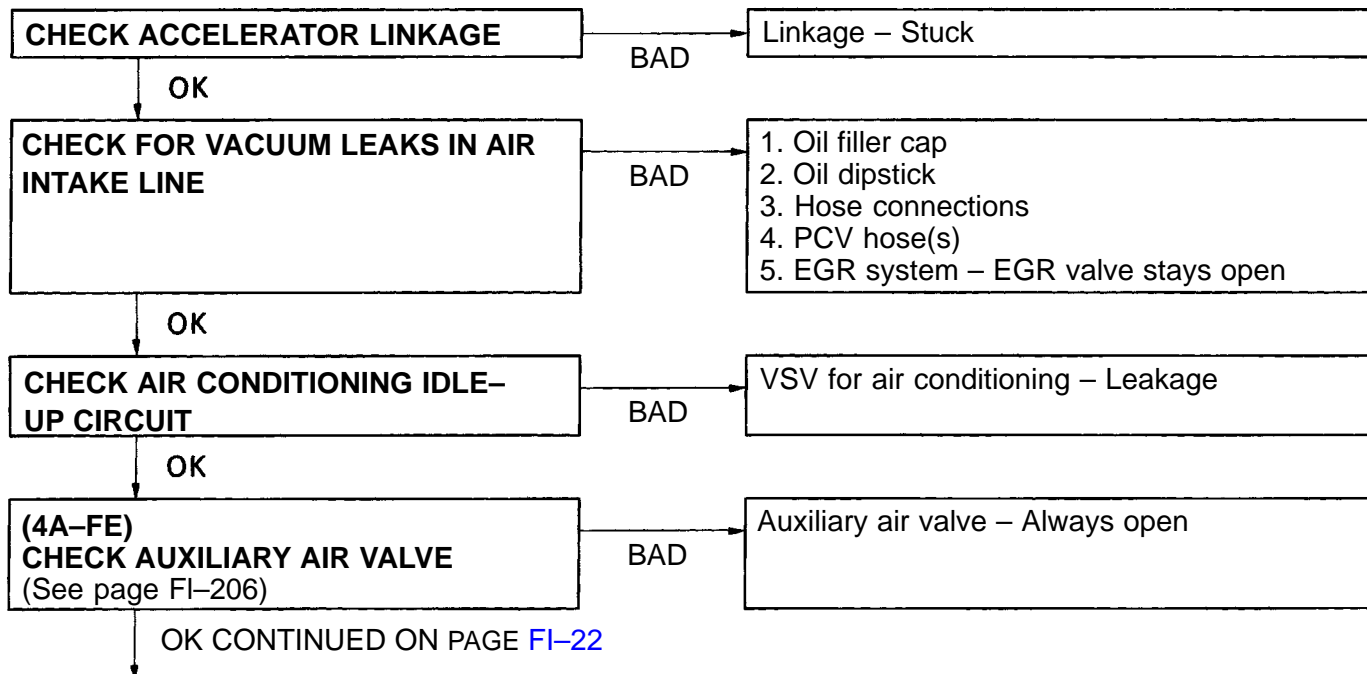 CHECK ACCELERATOR LINKAGE
BAD
Linkage – Stuck
OK
CHECK FOR VACUUM LEAKS IN AIR
INTAKE LINE
BAD
1. Oil filler cap
2. Oil dipstick
3. Hose connections
4. PCV hose(s)
5. EGR system – EGR valve stays open
OK
CHECK AIR CONDITIONING IDLE–
UP CIRCUIT
BAD
VSV for air conditioning – Leakage
OK
(4A–FE)
CHECK AUXILIARY AIR VALVE
(See page FI–206)
BAD
Auxiliary air valve – Always open
OK CONTINUED ON PAGE FI–22